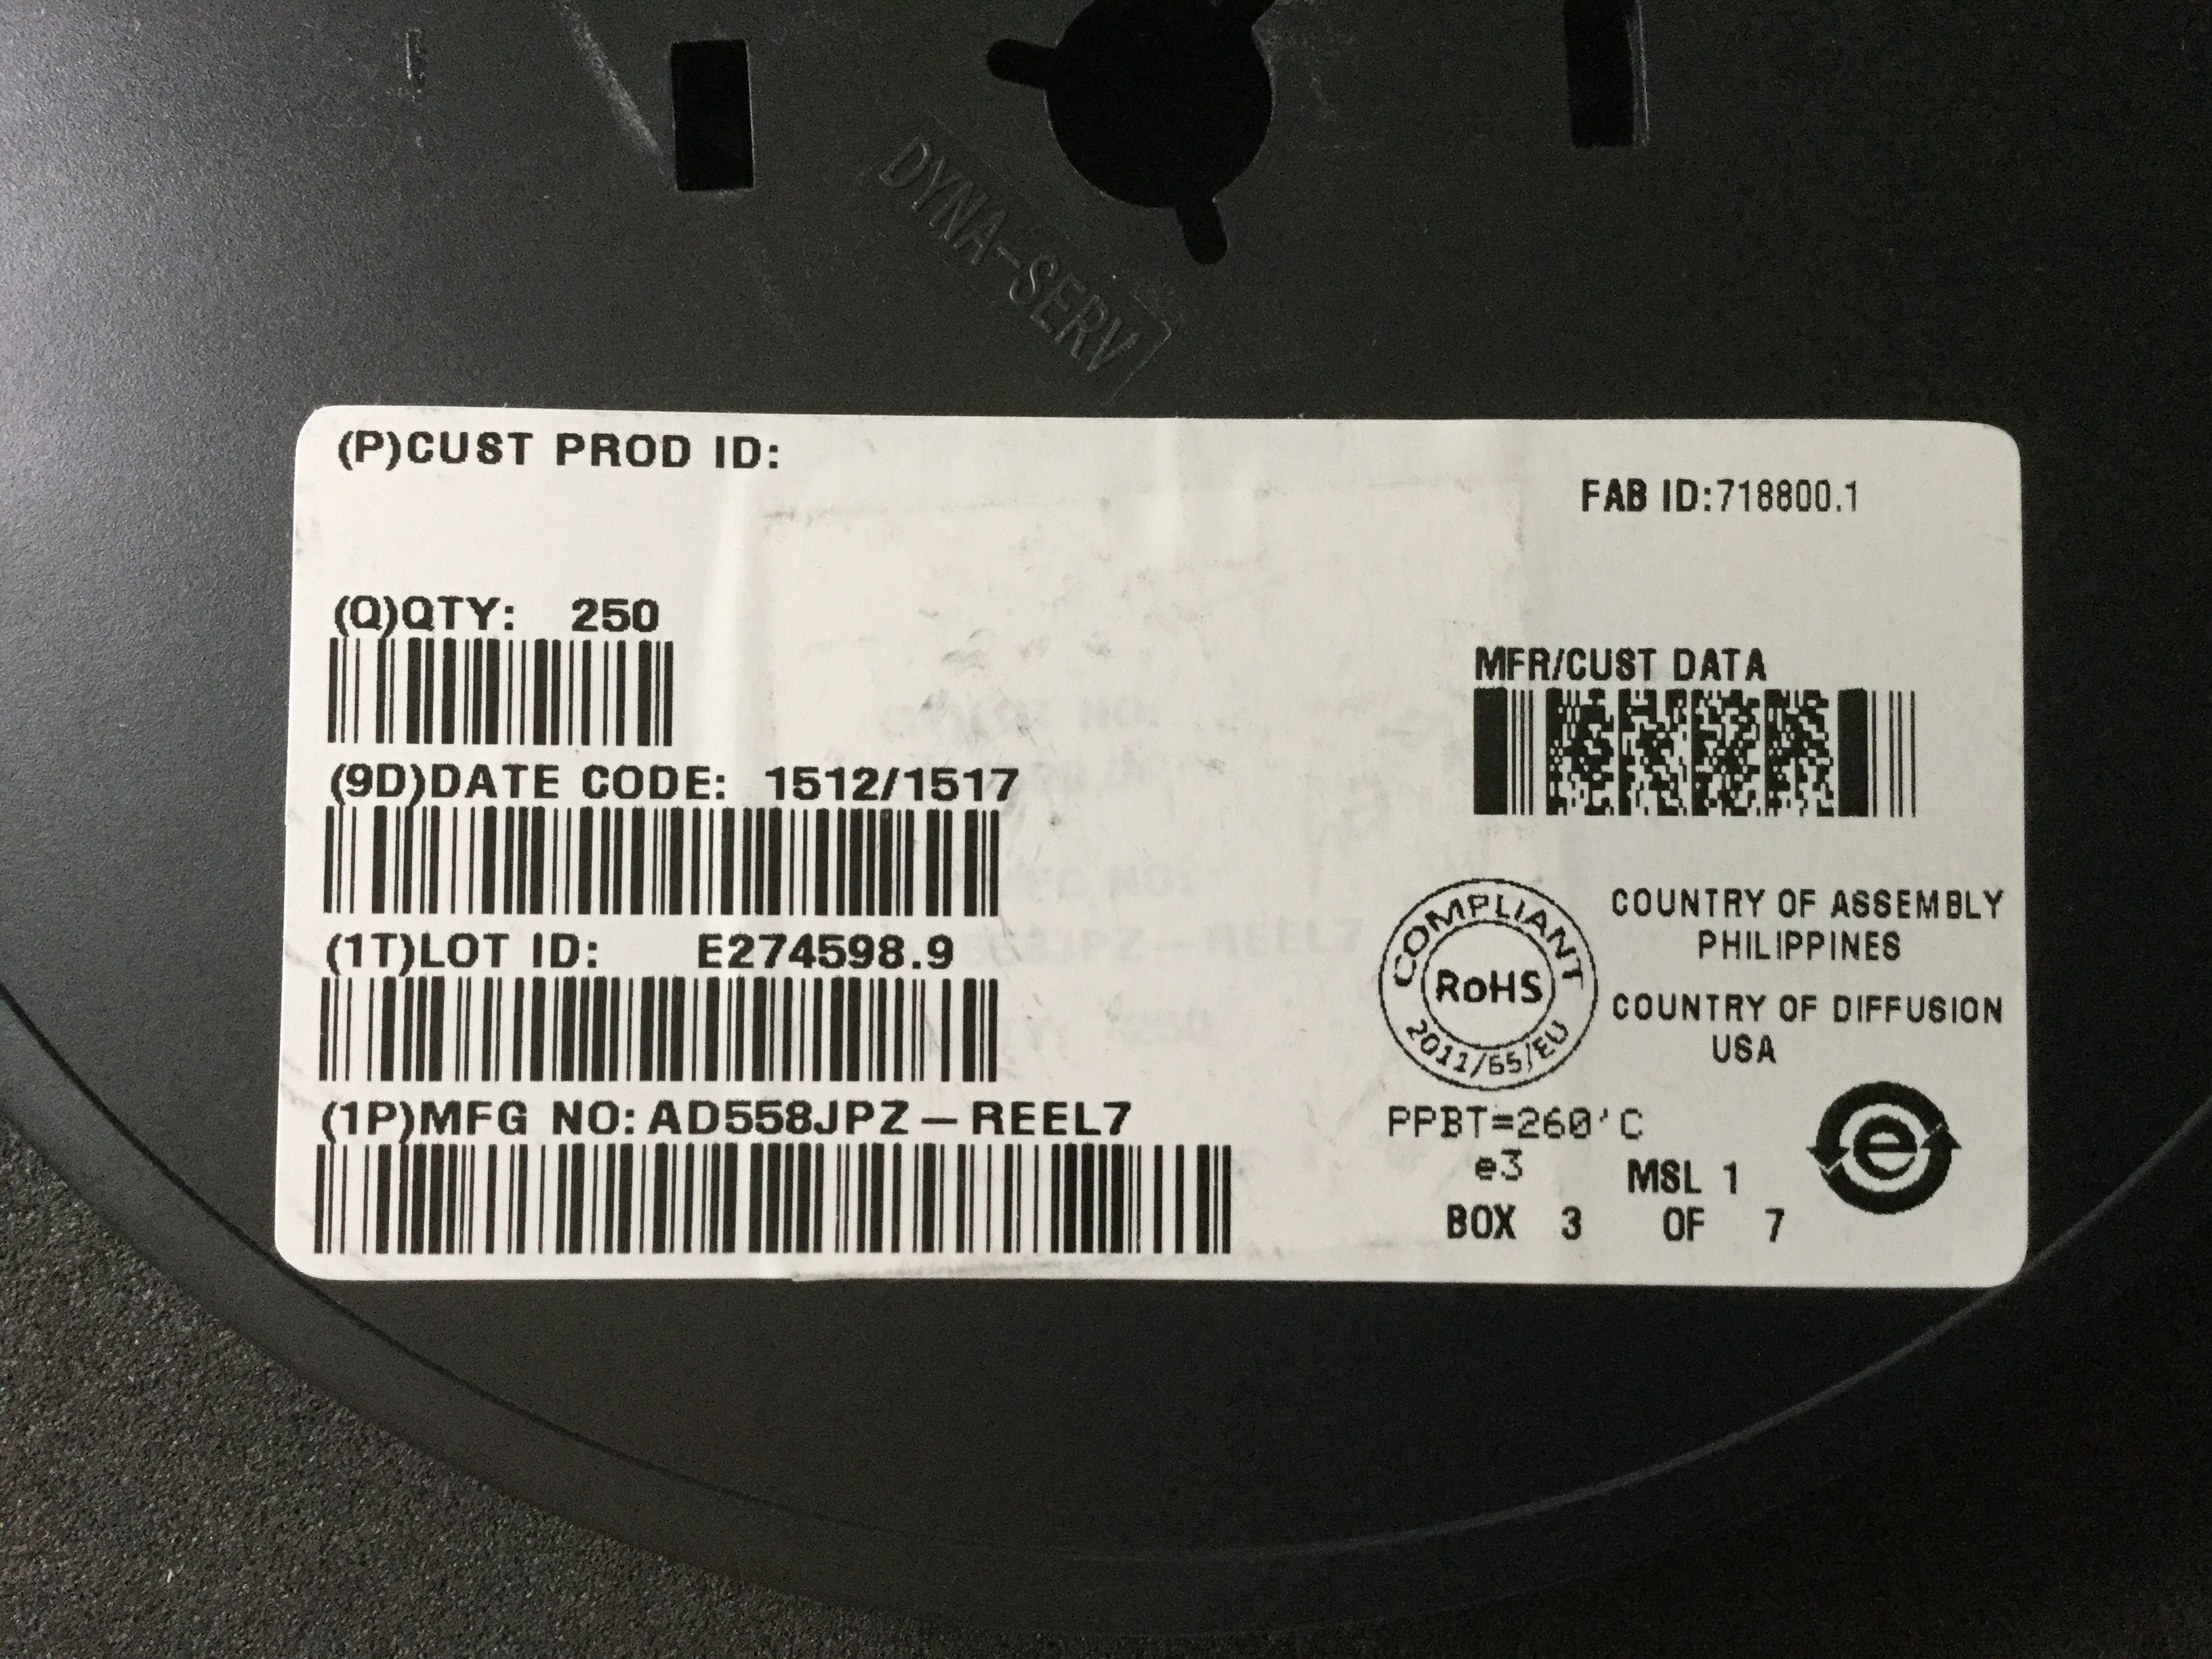 DYNA-SERV
(P)CUST PROD ID:
FAB ID:718800.1
(Q)QTY: 250
MFR/CUST DATA
(9D)DATE CODE: 1512/1517
(1T)LOT ID: E274598.9
COMPLIANT
RoHS
2011/65/EU
COUNTRY OF ASSEMBLY
PHILIPPINES
COUNTRY OF DIFFUSION
USA
(1P)MFG NO: AD558JPZ-REEL7
PPBT=260'C
e3
MSL 1
e
BOX 3 OF 7